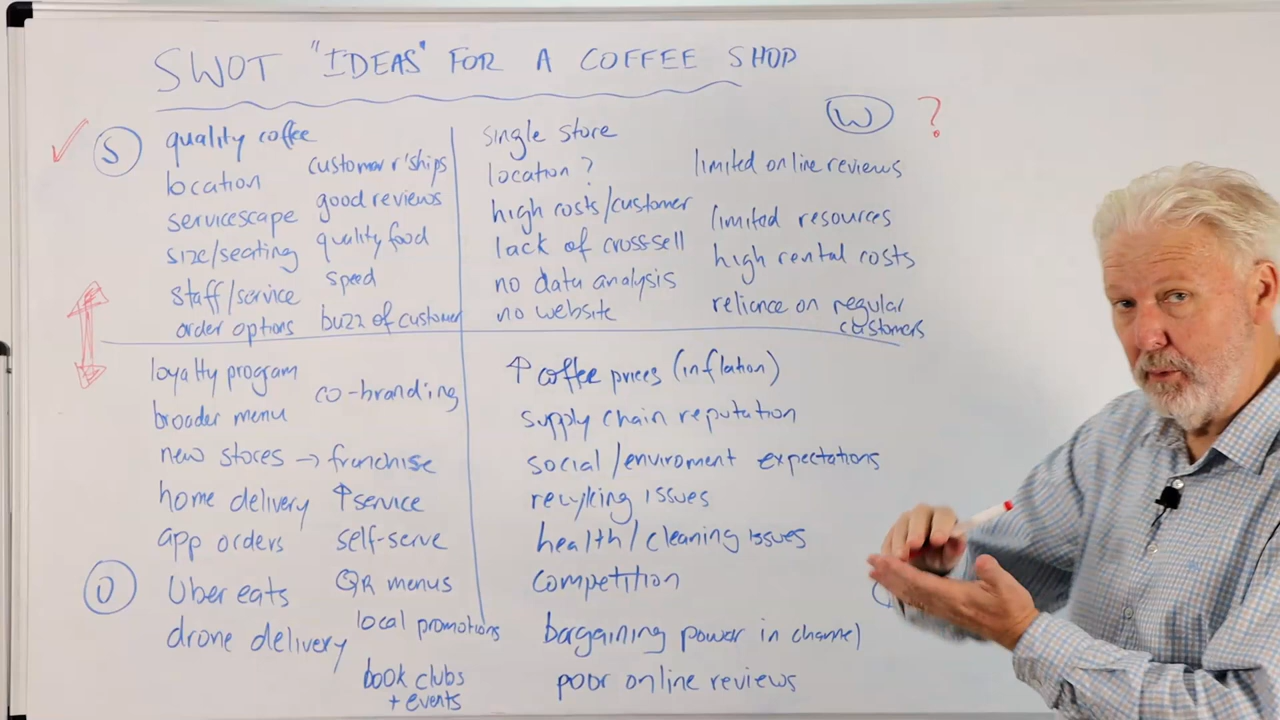 SWOT "IDEAS" FOR A COFFEE SHOP
S
quality coffee
location
servicescape
size/seating
staff/service
order options
customer r'ships
good reviews
quality food
speed
buzz of customer
W ?
single store
location?
high costs/customer
lack of cross-sell
no data analysis
no website
limited online reviews
limited resources
high rental costs
reliance on regular
customers
O
loyalty program
broader menu
new stores → franchise
home delivery
app orders
Uber eats
drone delivery
co-branding
↑ service
self-serve
QR menus
local promotions
book clubs
+ events
↑ coffee prices (inflation)
supply chain reputation
social/enviroment expectations
recyking issues
health/cleaning issues
competition
bargaining power in channel
poor online reviews